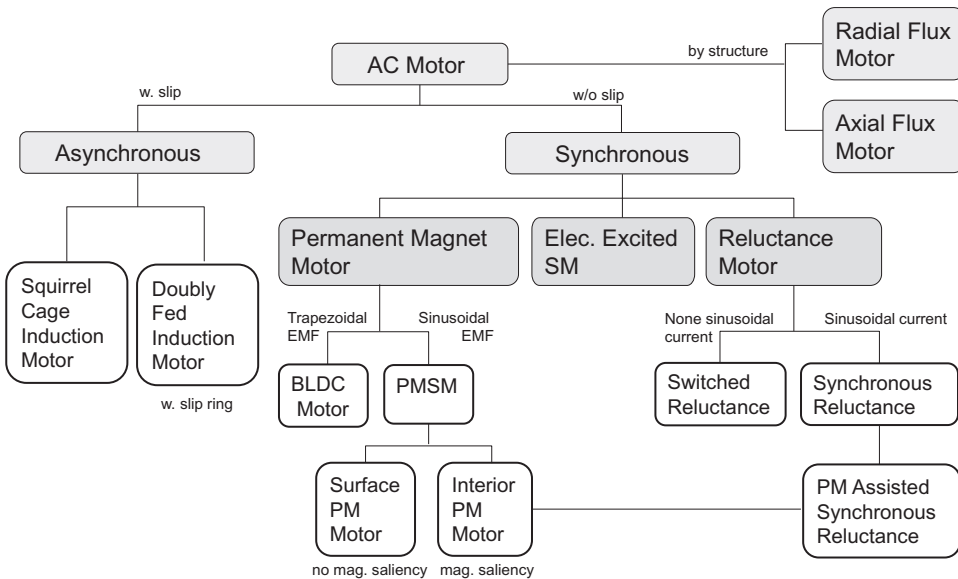 Radial Flux
Motor
by structure
AC Motor
w. slip
w/o slip
Axial Flux
Motor
Asynchronous
Synchronous
Permanent Magnet
Motor
Elec. Excited
SM
Reluctance
Motor
Squirrel
Cage
Induction
Motor
Doubly
Fed
Induction
Motor
w. slip ring
Trapezoidal
EMF
Sinusoidal
EMF
None sinusoidal
current
Sinusoidal current
BLDC
Motor
PMSM
Switched
Reluctance
Synchronous
Reluctance
Surface
PM
Motor
Interior
PM
Motor
PM Assisted
Synchronous
Reluctance
no mag. saliency
mag. saliency